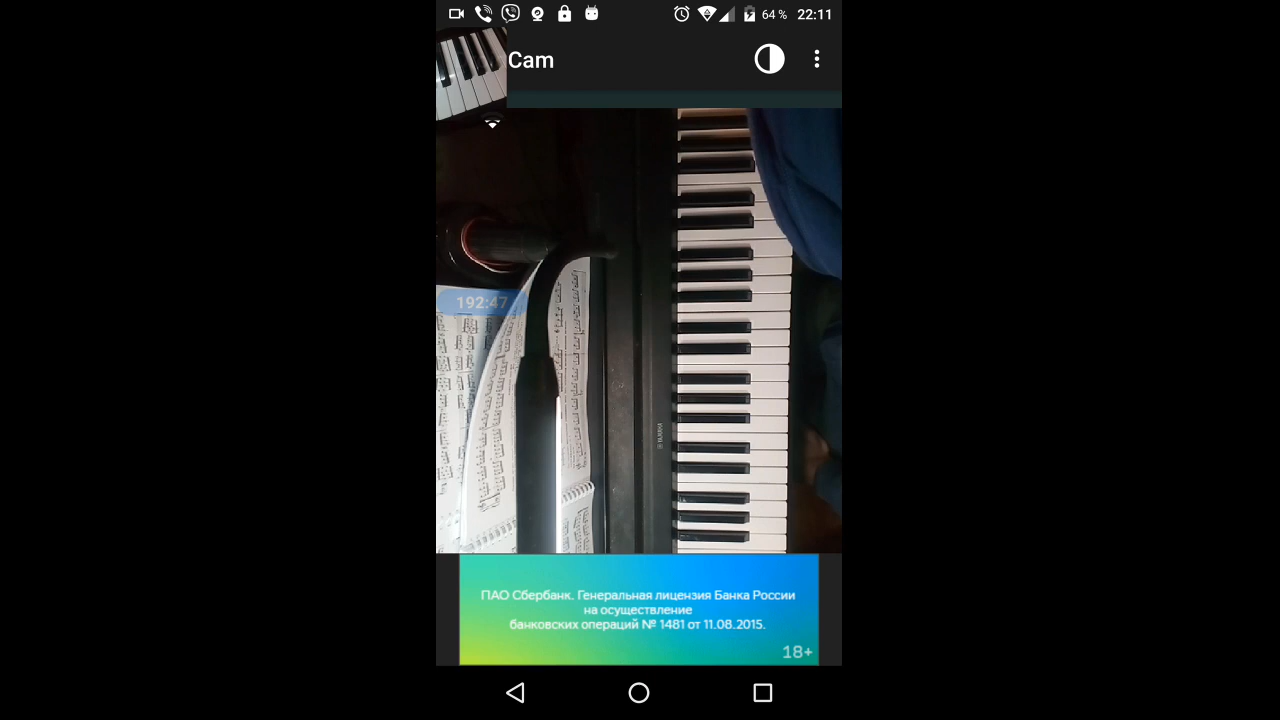 64 %
22:11
Cam
192:47
YAMAHA
ПАО Сбербанк. Генеральная лицензия Банка России
на осуществление
банковских операций № 1481 от 11.08.2015.
18+